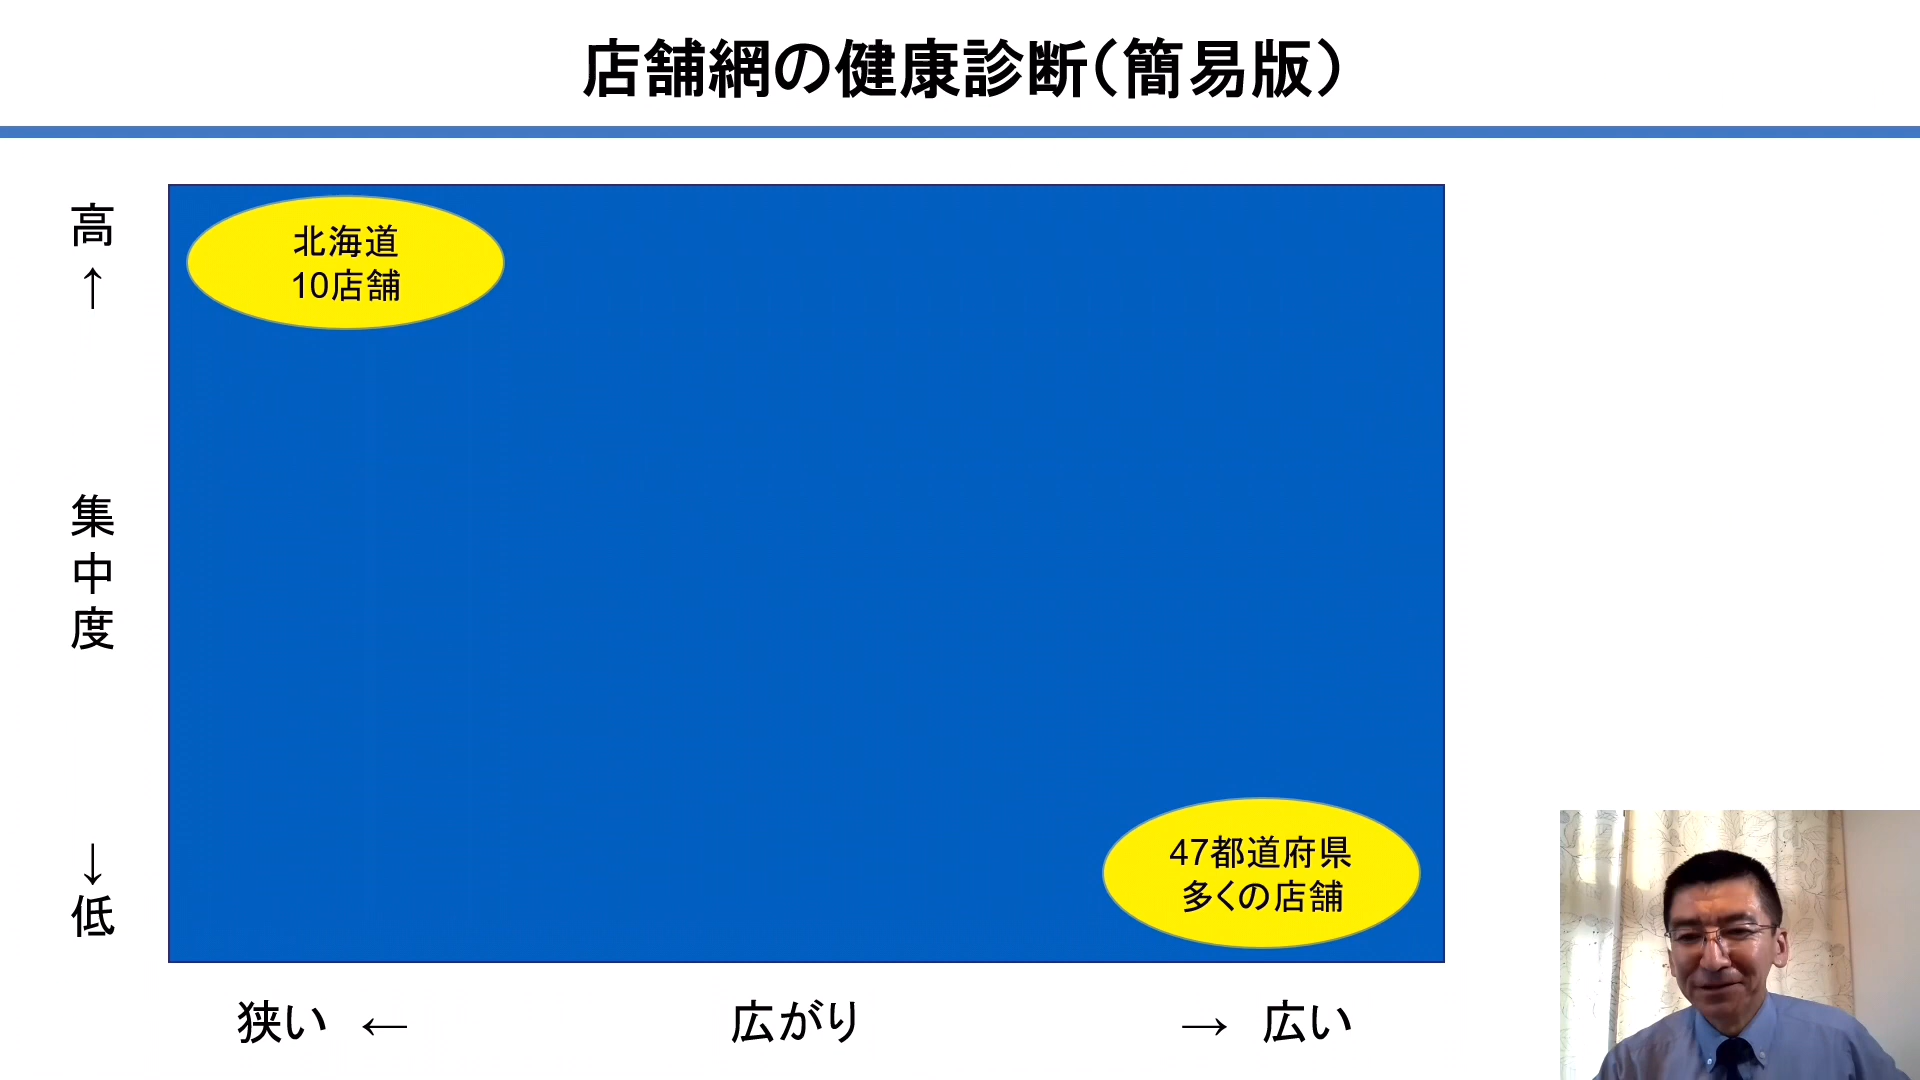 店舗網の健康診断（簡易版）
高
↑
集
中
度
↓
低
北海道
10店舗
47都道府県
多くの店舗
狭い ← 広がり → 広い